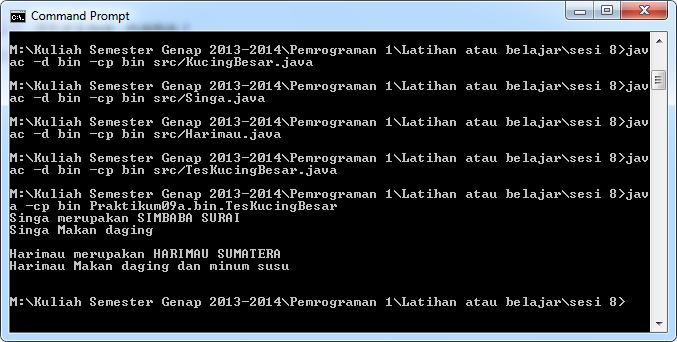 Command Prompt
M:\Kuliah Semester Genap 2013-2014\Pemrograman 1\Latihan atau belajar\sesi 8>jav
ac -d bin -cp bin src/KucingBesar.java
M:\Kuliah Semester Genap 2013-2014\Pemrograman 1\Latihan atau belajar\sesi 8>jav
ac -d bin -cp bin src/Singa.java
M:\Kuliah Semester Genap 2013-2014\Pemrograman 1\Latihan atau belajar\sesi 8>jav
ac -d bin -cp bin src/Harimau.java
M:\Kuliah Semester Genap 2013-2014\Pemrograman 1\Latihan atau belajar\sesi 8>jav
ac -d bin -cp bin src/TesKucingBesar.java
M:\Kuliah Semester Genap 2013-2014\Pemrograman 1\Latihan atau belajar\sesi 8>jav
a -cp bin Praktikum09a.bin.TesKucingBesar
Singa merupakan SIMBABA SURAI
Singa Makan daging
Harimau merupakan HARIMAU SUMATERA
Harimau Makan daging dan minum susu
M:\Kuliah Semester Genap 2013-2014\Pemrograman 1\Latihan atau belajar\sesi 8>